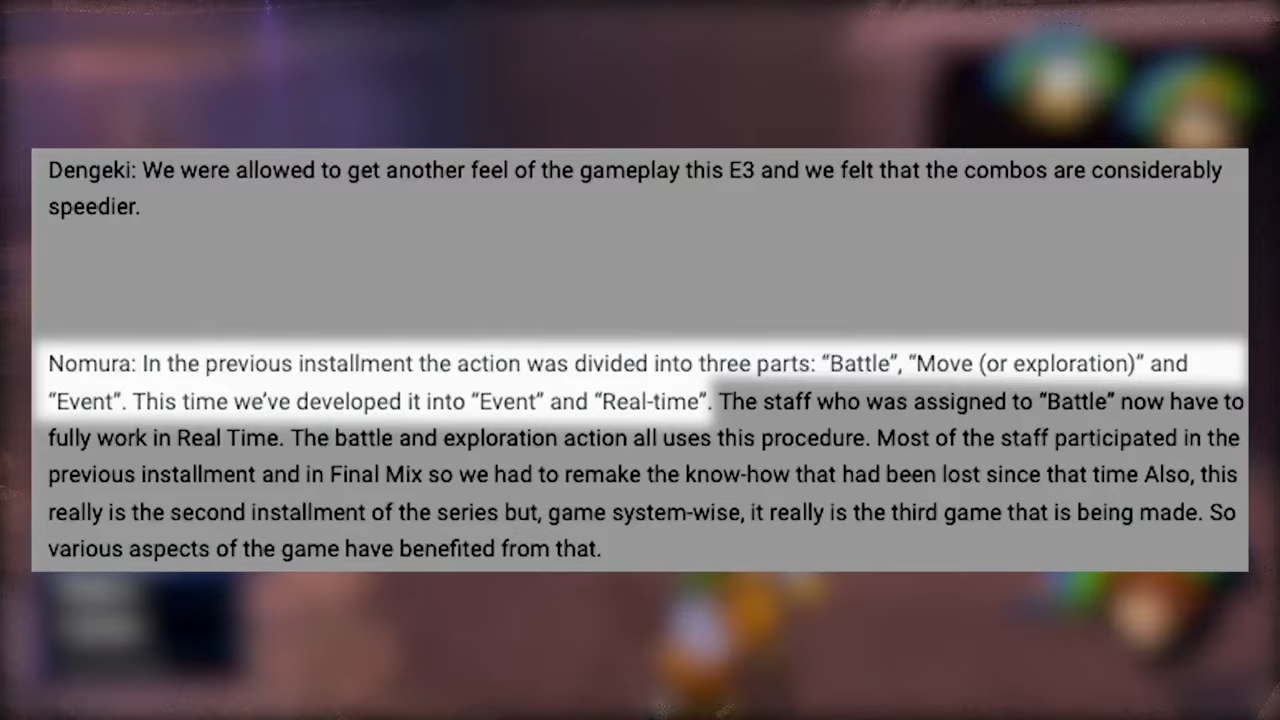 Dengeki: We were allowed to get another feel of the gameplay this E3 and we felt that the combos are considerably
speedier.
Nomura: In the previous installment the action was divided into three parts: “Battle”, “Move (or exploration)” and
“Event”. This time we’ve developed it into “Event” and “Real-time”. The staff who was assigned to “Battle” now have to
fully work in Real Time. The battle and exploration action all uses this procedure. Most of the staff participated in the
previous installment and in Final Mix so we had to remake the know-how that had been lost since that time Also, this
really is the second installment of the series but, game system-wise, it really is the third game that is being made. So
various aspects of the game have benefited from that.